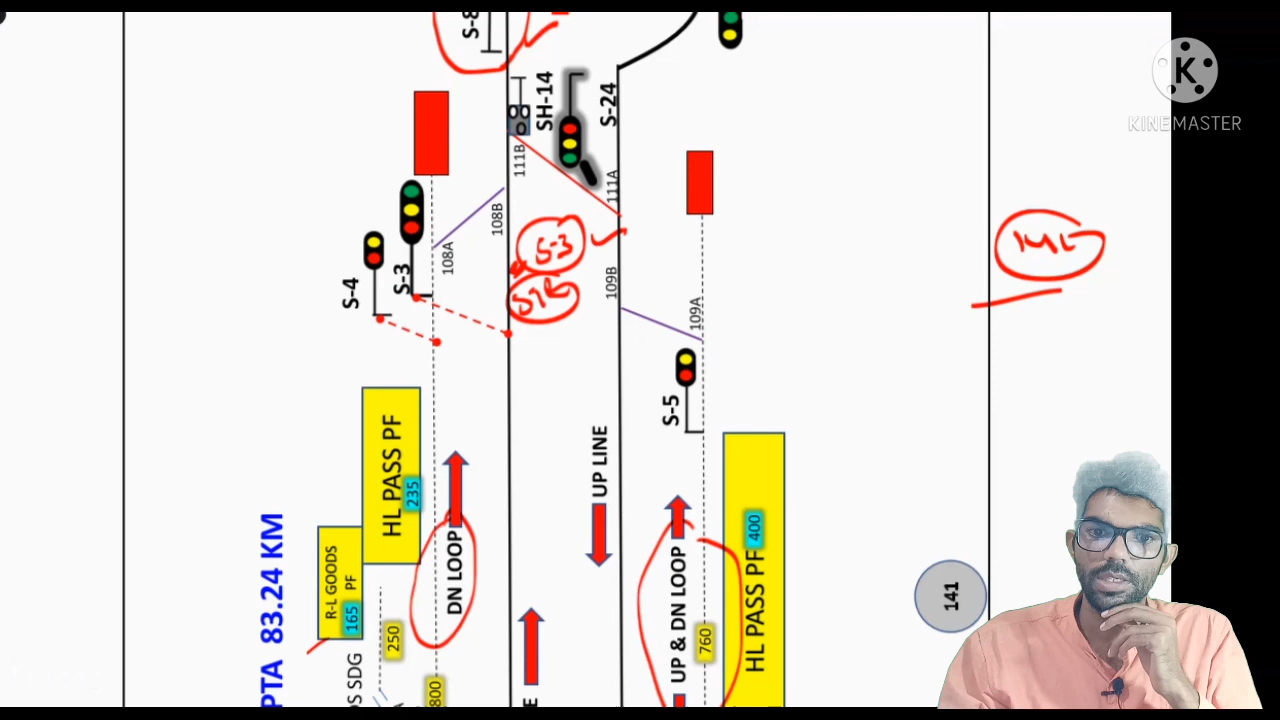 S-8
SH-14
S-24
111B
111A
108B
108A
S-4
S-3
S-3
109B
109A
S-5
HL PASS PF
235
UP LINE
R-L GOODS
PF
165
DN LOOP
UP & DN LOOP
HL PASS PF
400
760
250
800
PTA 83.24 KM
141
K
KINEMASTER